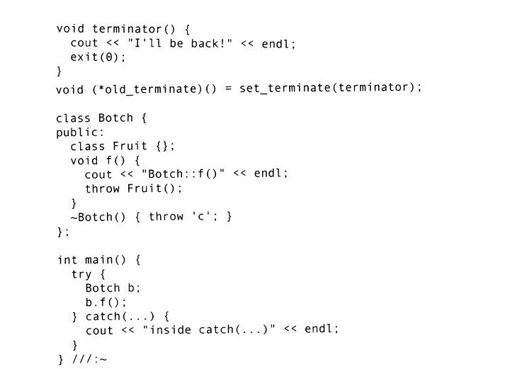 void terminator() {
cout << "I'll be back!" << endl;
exit(0);
}
void (*old_terminate)() = set_terminate(terminator);
class Botch {
public:
class Fruit {};
void f() {
cout << "Botch::f()" << endl;
throw Fruit();
}
~Botch() { throw 'c'; }
};
int main() {
try {
Botch b;
b.f();
} catch(...) {
cout << "inside catch(...)" << endl;
}
} ///:~